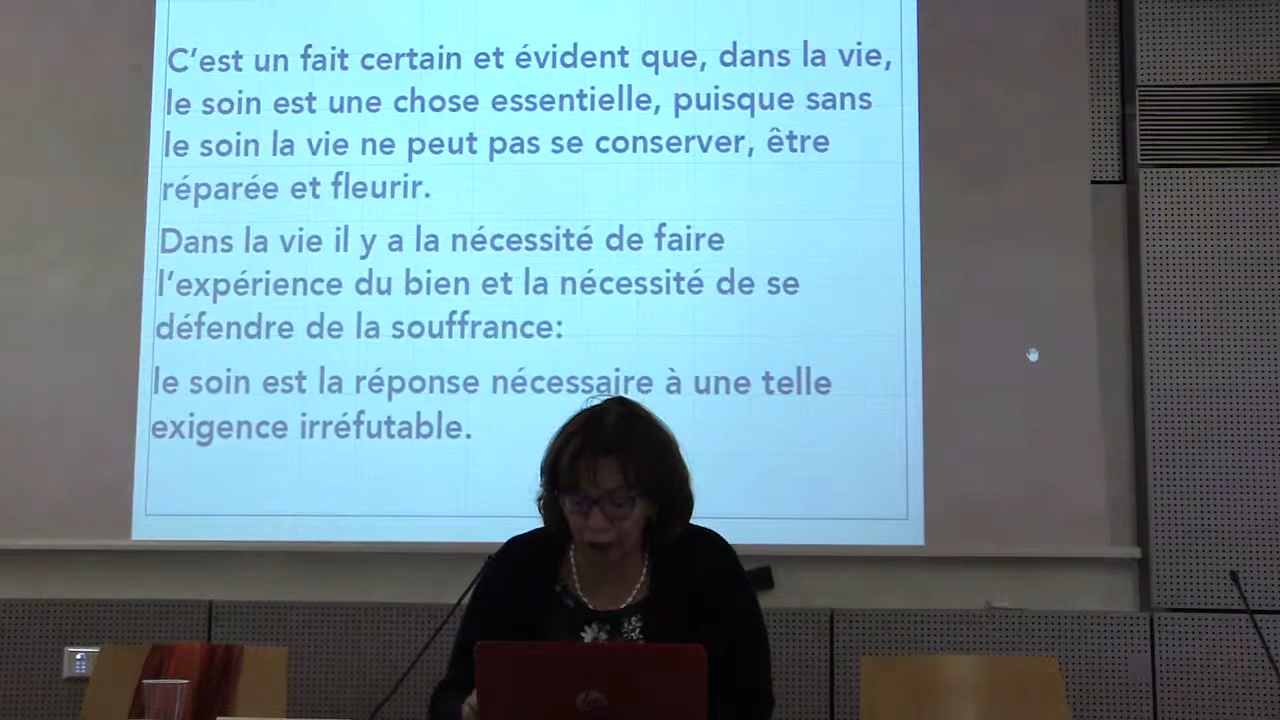 C'est un fait certain et évident que, dans la vie,
le soin est une chose essentielle, puisque sans
le soin la vie ne peut pas se conserver, être
réparée et fleurir.
Dans la vie il y a la nécessité de faire
l'expérience du bien et la nécessité de se
défendre de la souffrance:
le soin est la réponse nécessaire à une telle
exigence irréfutable.
hp